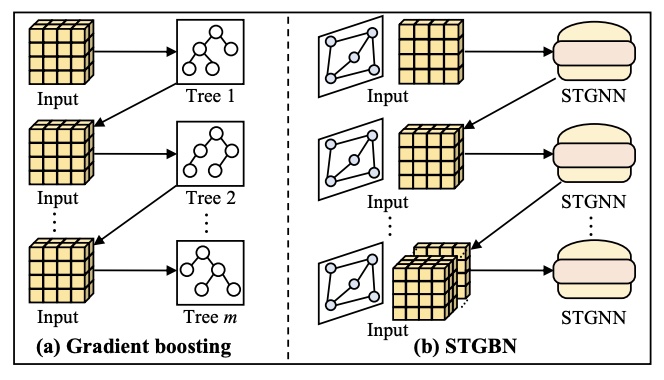 Input
Tree 1
Input
Tree 2
Input
Tree m
(a) Gradient boosting
Input
STGNN
Input
STGNN
Input
STGNN
(b) STGBN